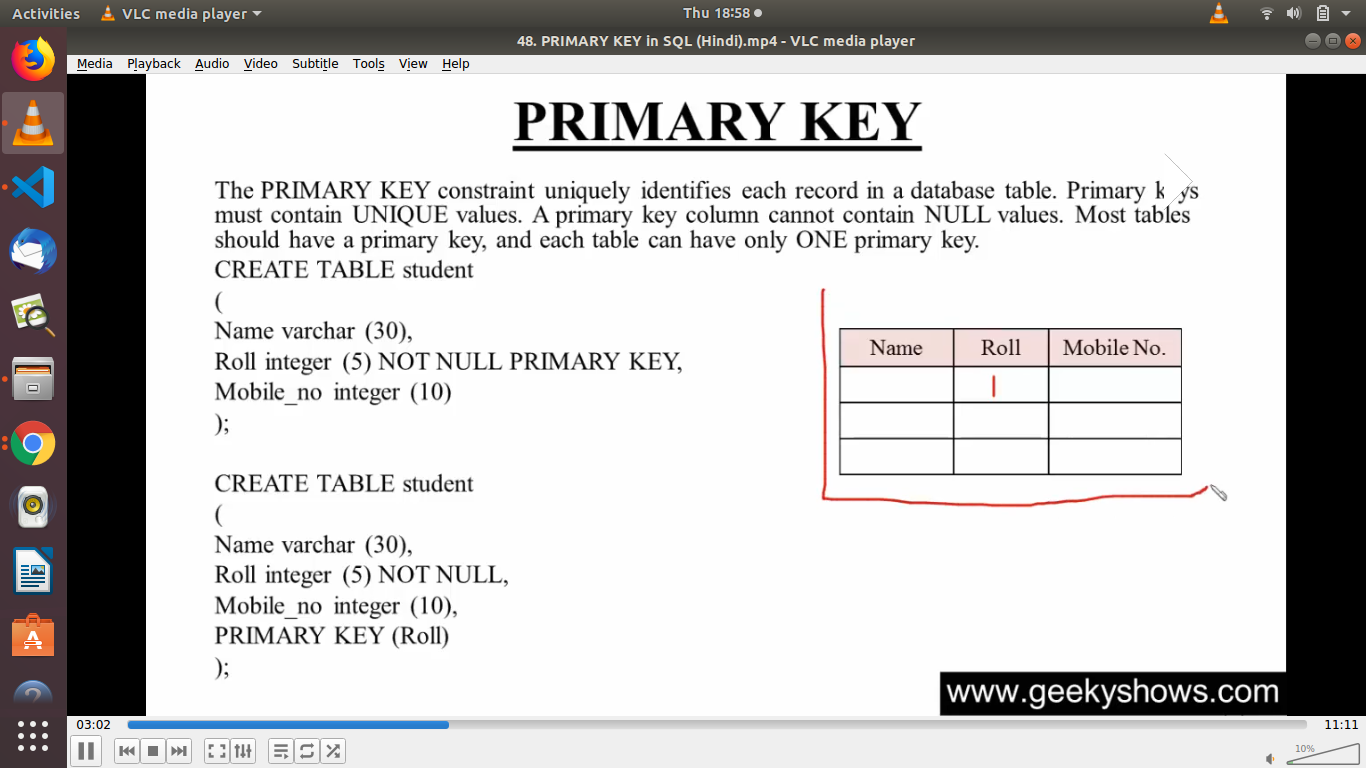 Activities VLC media player Thu 18:58
48. PRIMARY KEY in SQL (Hindi).mp4 - VLC media player
Media Playback Audio Video Subtitle Tools View Help
PRIMARY KEY
The PRIMARY KEY constraint uniquely identifies each record in a database table. Primary keys
must contain UNIQUE values. A primary key column cannot contain NULL values. Most tables
should have a primary key, and each table can have only ONE primary key.
CREATE TABLE student
(
Name varchar (30),
Roll integer (5) NOT NULL PRIMARY KEY,
Mobile_no integer (10)
);
CREATE TABLE student
(
Name varchar (30),
Roll integer (5) NOT NULL,
Mobile_no integer (10),
PRIMARY KEY (Roll)
);
Name Roll Mobile No.
1
www.geekyshows.com
03:02 11:11
10%